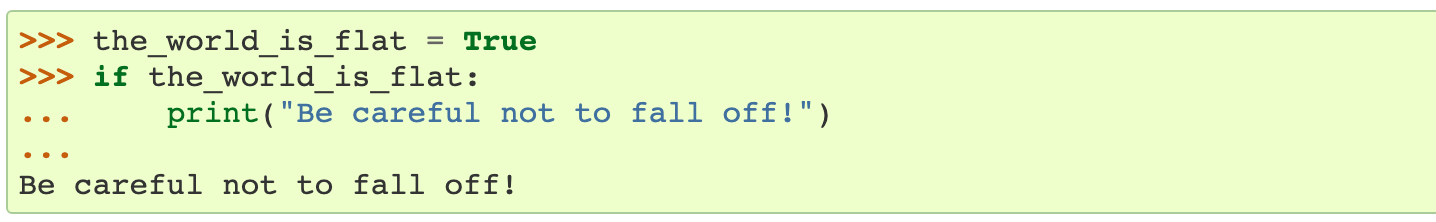 >>> the_world_is_flat = True
>>> if the_world_is_flat:
...     print("Be careful not to fall off!")
...
Be careful not to fall off!